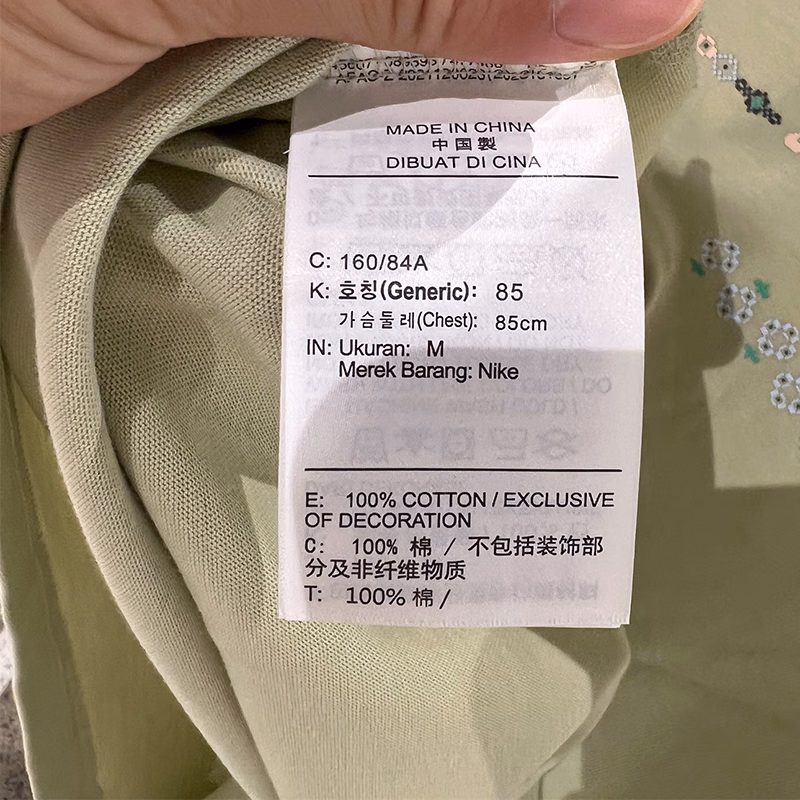 MADE IN CHINA
中国製
DIBUAT DI CINA
C: 160/84A
K: 호칭(Generic): 85
가슴둘레(Chest): 85cm
IN: Ukuran: M
Merek Barang: Nike
E: 100% COTTON / EXCLUSIVE
OF DECORATION
C: 100% 棉 / 不包括装饰部
分及非纤维物质
T: 100% 棉 /